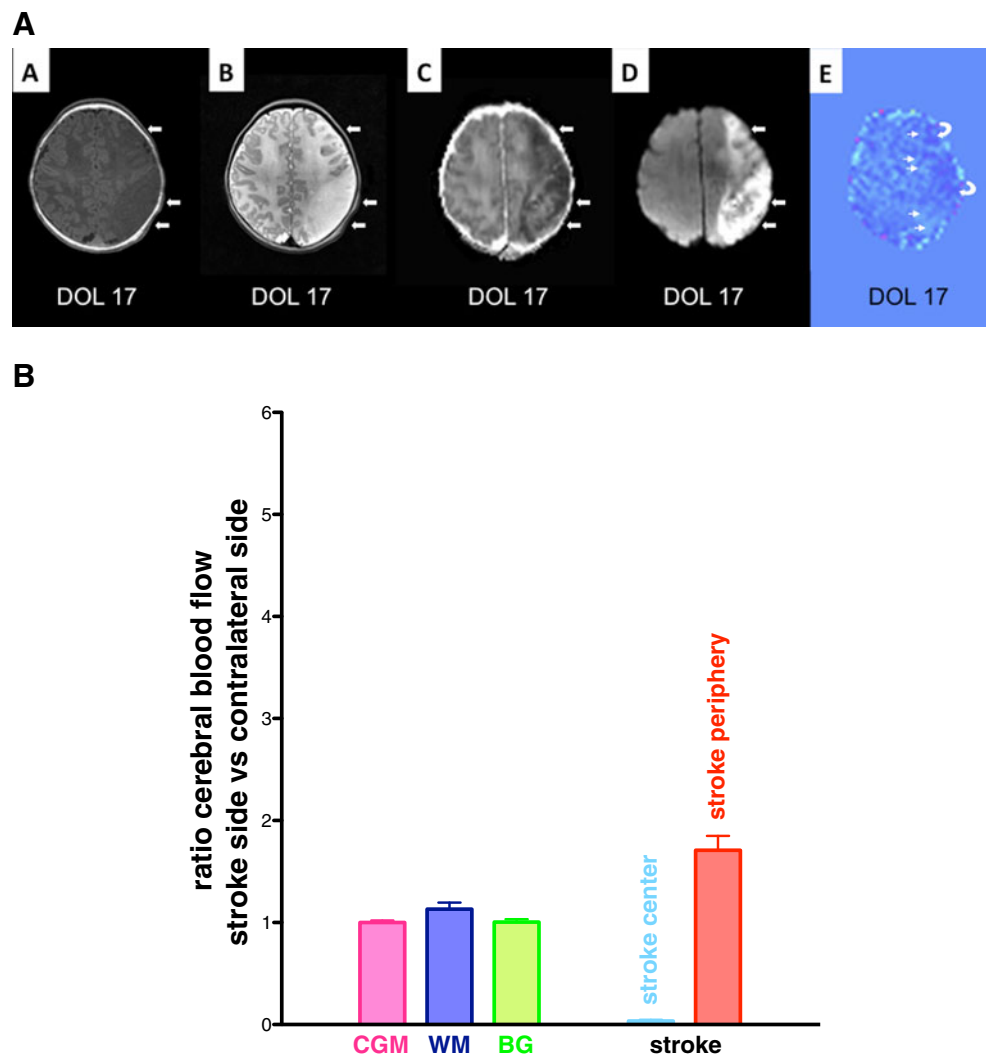 A
A B C D E
DOL 17 DOL 17 DOL 17 DOL 17 DOL 17
B
ratio cerebral blood flow
stroke side vs contralateral side
6
5
4
3
2
1
0
stroke center
stroke periphery
CGM WM BG stroke